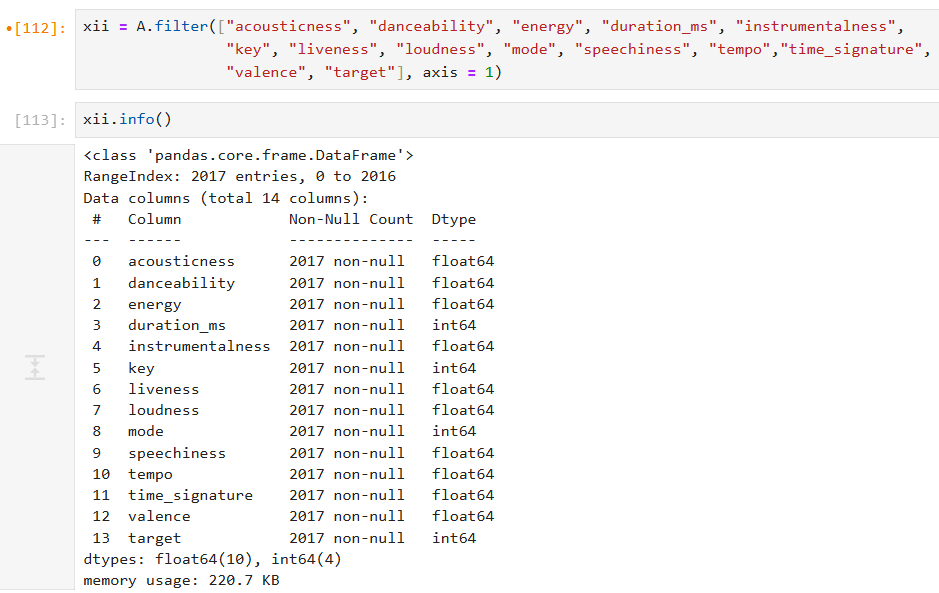 •[112]: xii = A.filter(["acousticness", "danceability", "energy", "duration_ms", "instrumentalness",
"key", "liveness", "loudness", "mode", "speechiness", "tempo","time_signature",
"valence", "target"], axis = 1)
[113]: xii.info()
<class 'pandas.core.frame.DataFrame'>
RangeIndex: 2017 entries, 0 to 2016
Data columns (total 14 columns):
 #   Column            Non-Null Count  Dtype
---  ------            --------------  -----
 0   acousticness      2017 non-null   float64
 1   danceability      2017 non-null   float64
 2   energy            2017 non-null   float64
 3   duration_ms       2017 non-null   int64
 4   instrumentalness  2017 non-null   float64
 5   key               2017 non-null   int64
 6   liveness          2017 non-null   float64
 7   loudness          2017 non-null   float64
 8   mode              2017 non-null   int64
 9   speechiness       2017 non-null   float64
 10  tempo             2017 non-null   float64
 11  time_signature    2017 non-null   float64
 12  valence           2017 non-null   float64
 13  target            2017 non-null   int64
dtypes: float64(10), int64(4)
memory usage: 220.7 KB